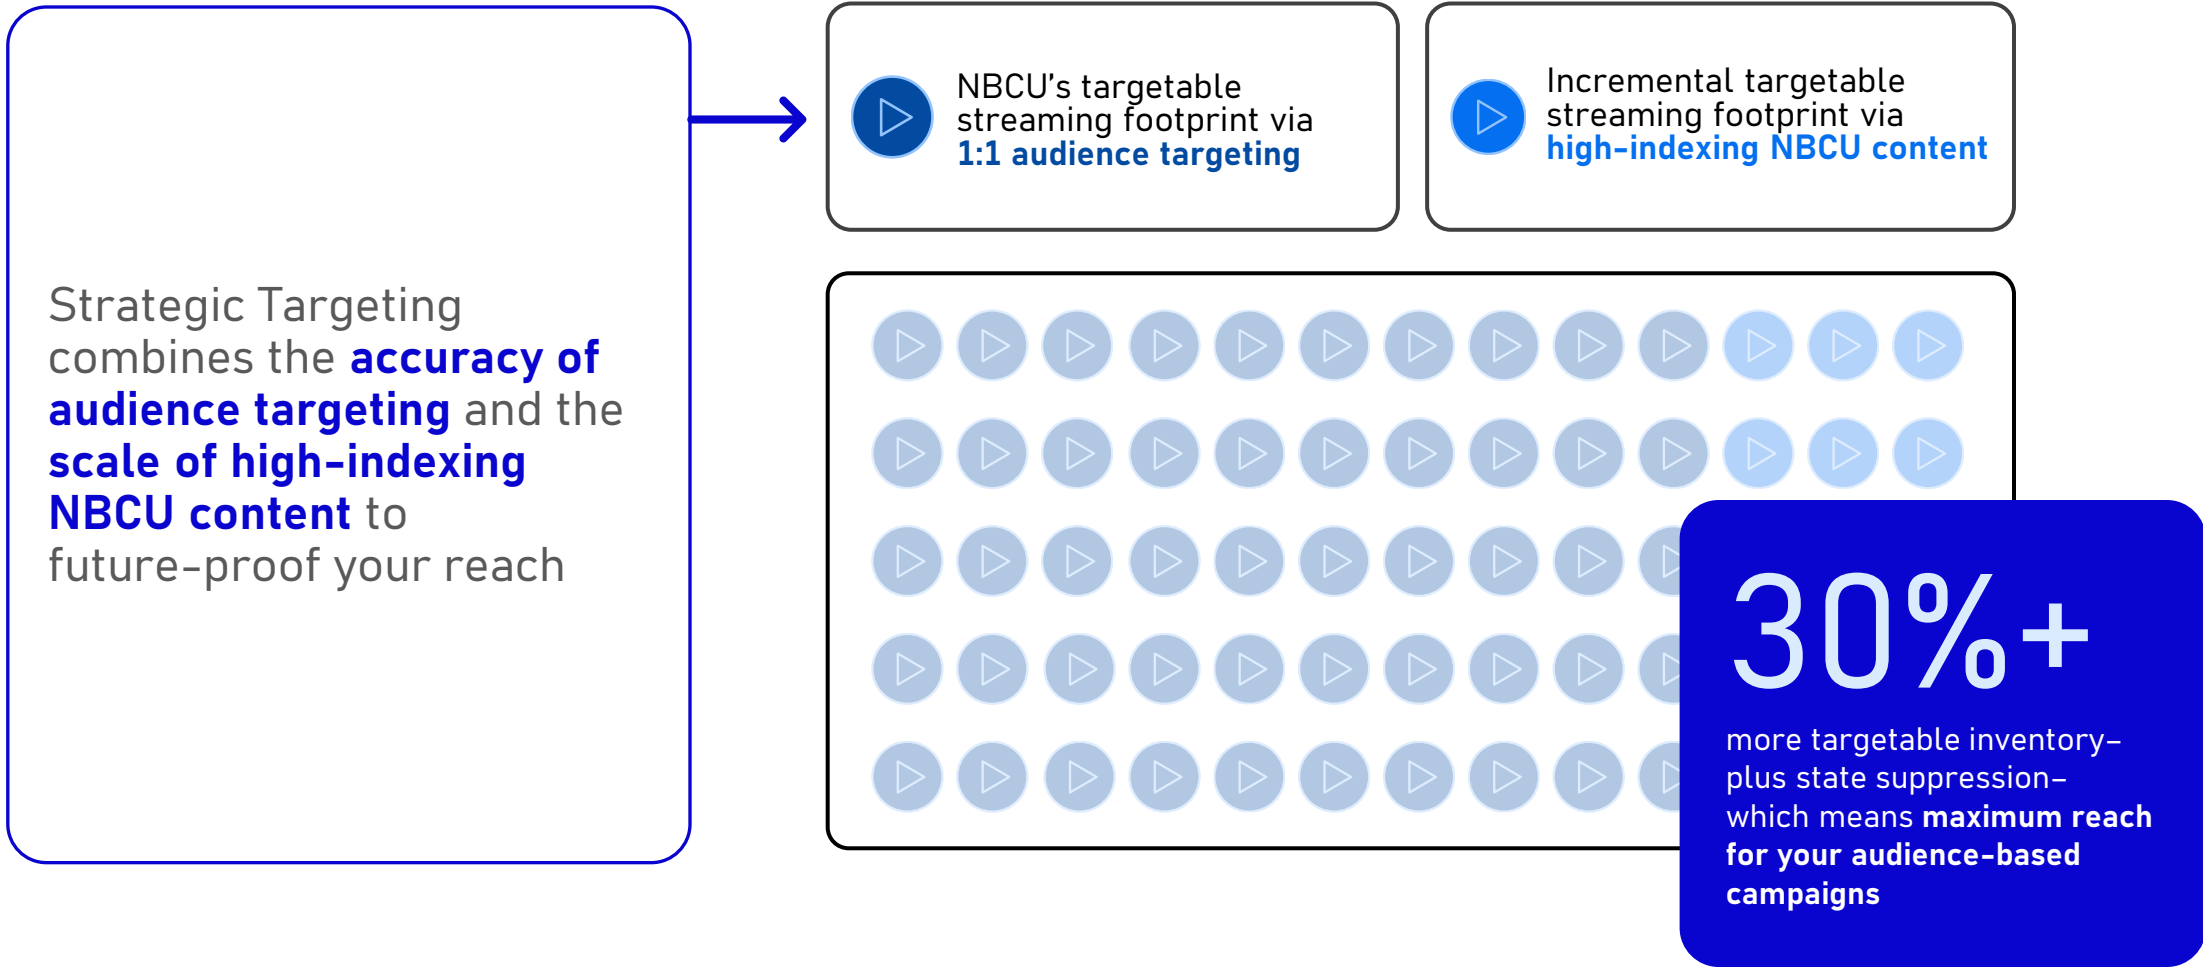 Strategic Targeting
combines the accuracy of
audience targeting and the
scale of high-indexing
NBCU content to
future-proof your reach
NBCU's targetable
streaming footprint via
1:1 audience targeting
Incremental targetable
streaming footprint via
high-indexing NBCU content
30%+
more targetable inventory–
plus state suppression–
which means maximum reach
for your audience-based
campaigns